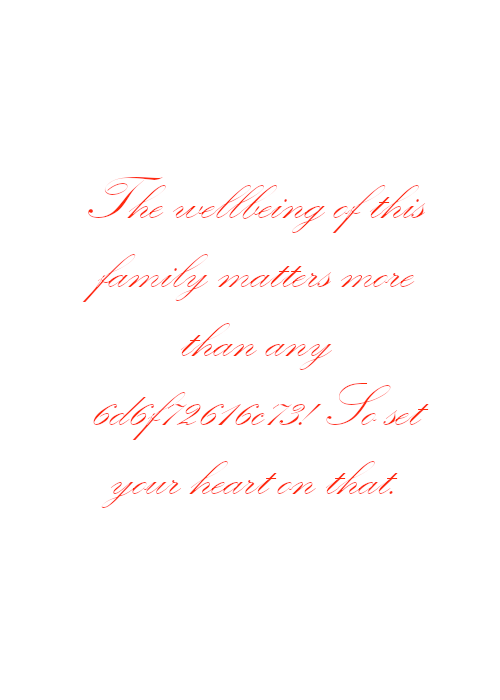 The wellbeing of this
family matters more
than any
6d6f72616c73! So set
your heart on that.